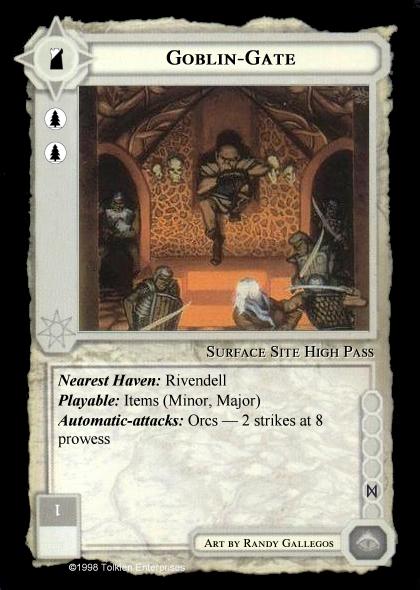 Goblin-Gate
Surface Site High Pass
Nearest Haven: Rivendell
Playable: Items (Minor, Major)
Automatic-attacks: Orcs — 2 strikes at 8
prowess
1
Art by Randy Gallegos
©1998 Tolkien Enterprises